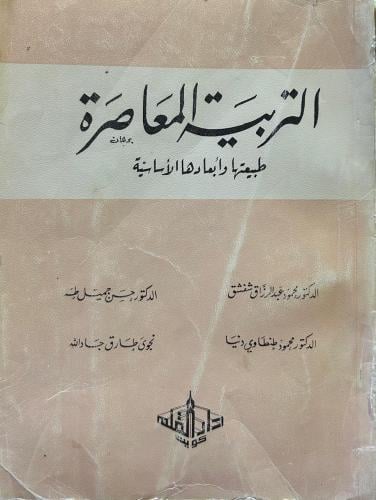 التربية المعاصرة
طبيعتها وأبعادها الأساسية
الدكتور محمود عبد الرزاق شفشق
الدكتور حسن جميل طه
الدكتور محمود طنطاوي دنيا
نجوى طارق جاد الله
دار القلم
كويت